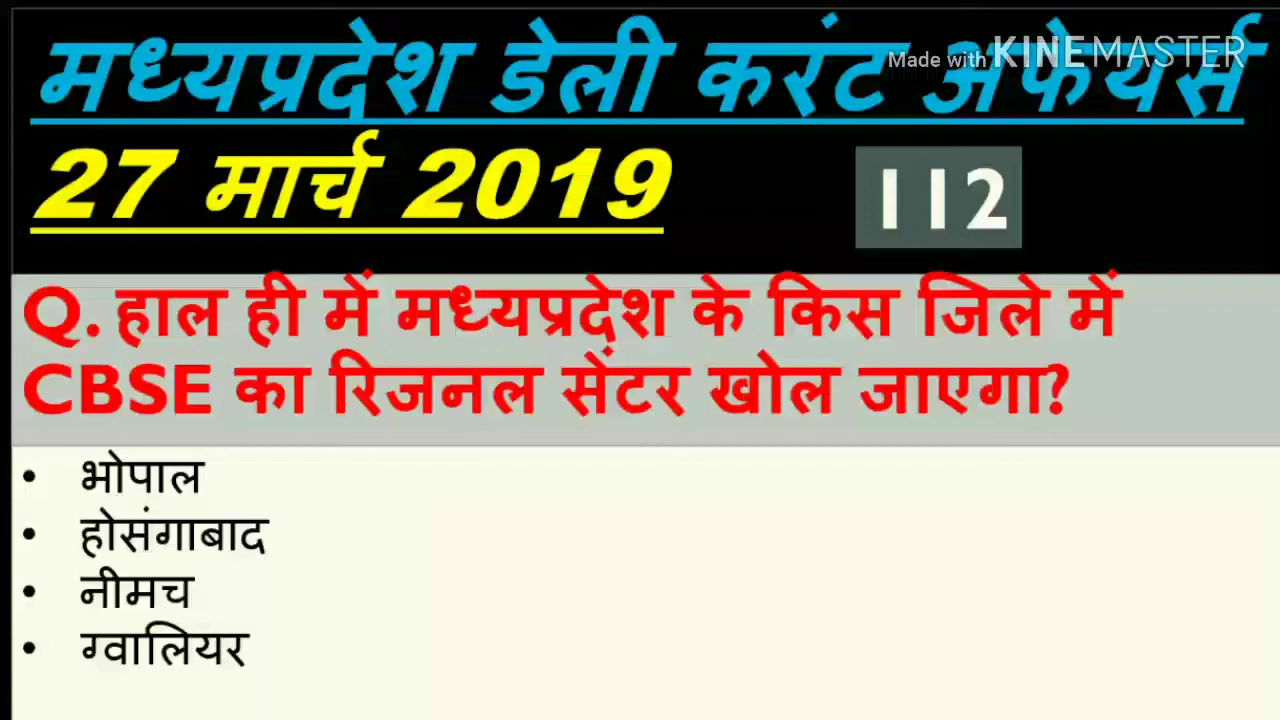 मध्यप्रदेश डेली करंट अफेयर्स
Made with KINEMASTER
27 मार्च 2019
112
Q. हाल ही में मध्यप्रदेश के किस जिले में
CBSE का रिजनल सेंटर खोल जाएगा?
• भोपाल
• होसंगाबाद
• नीमच
• ग्वालियर